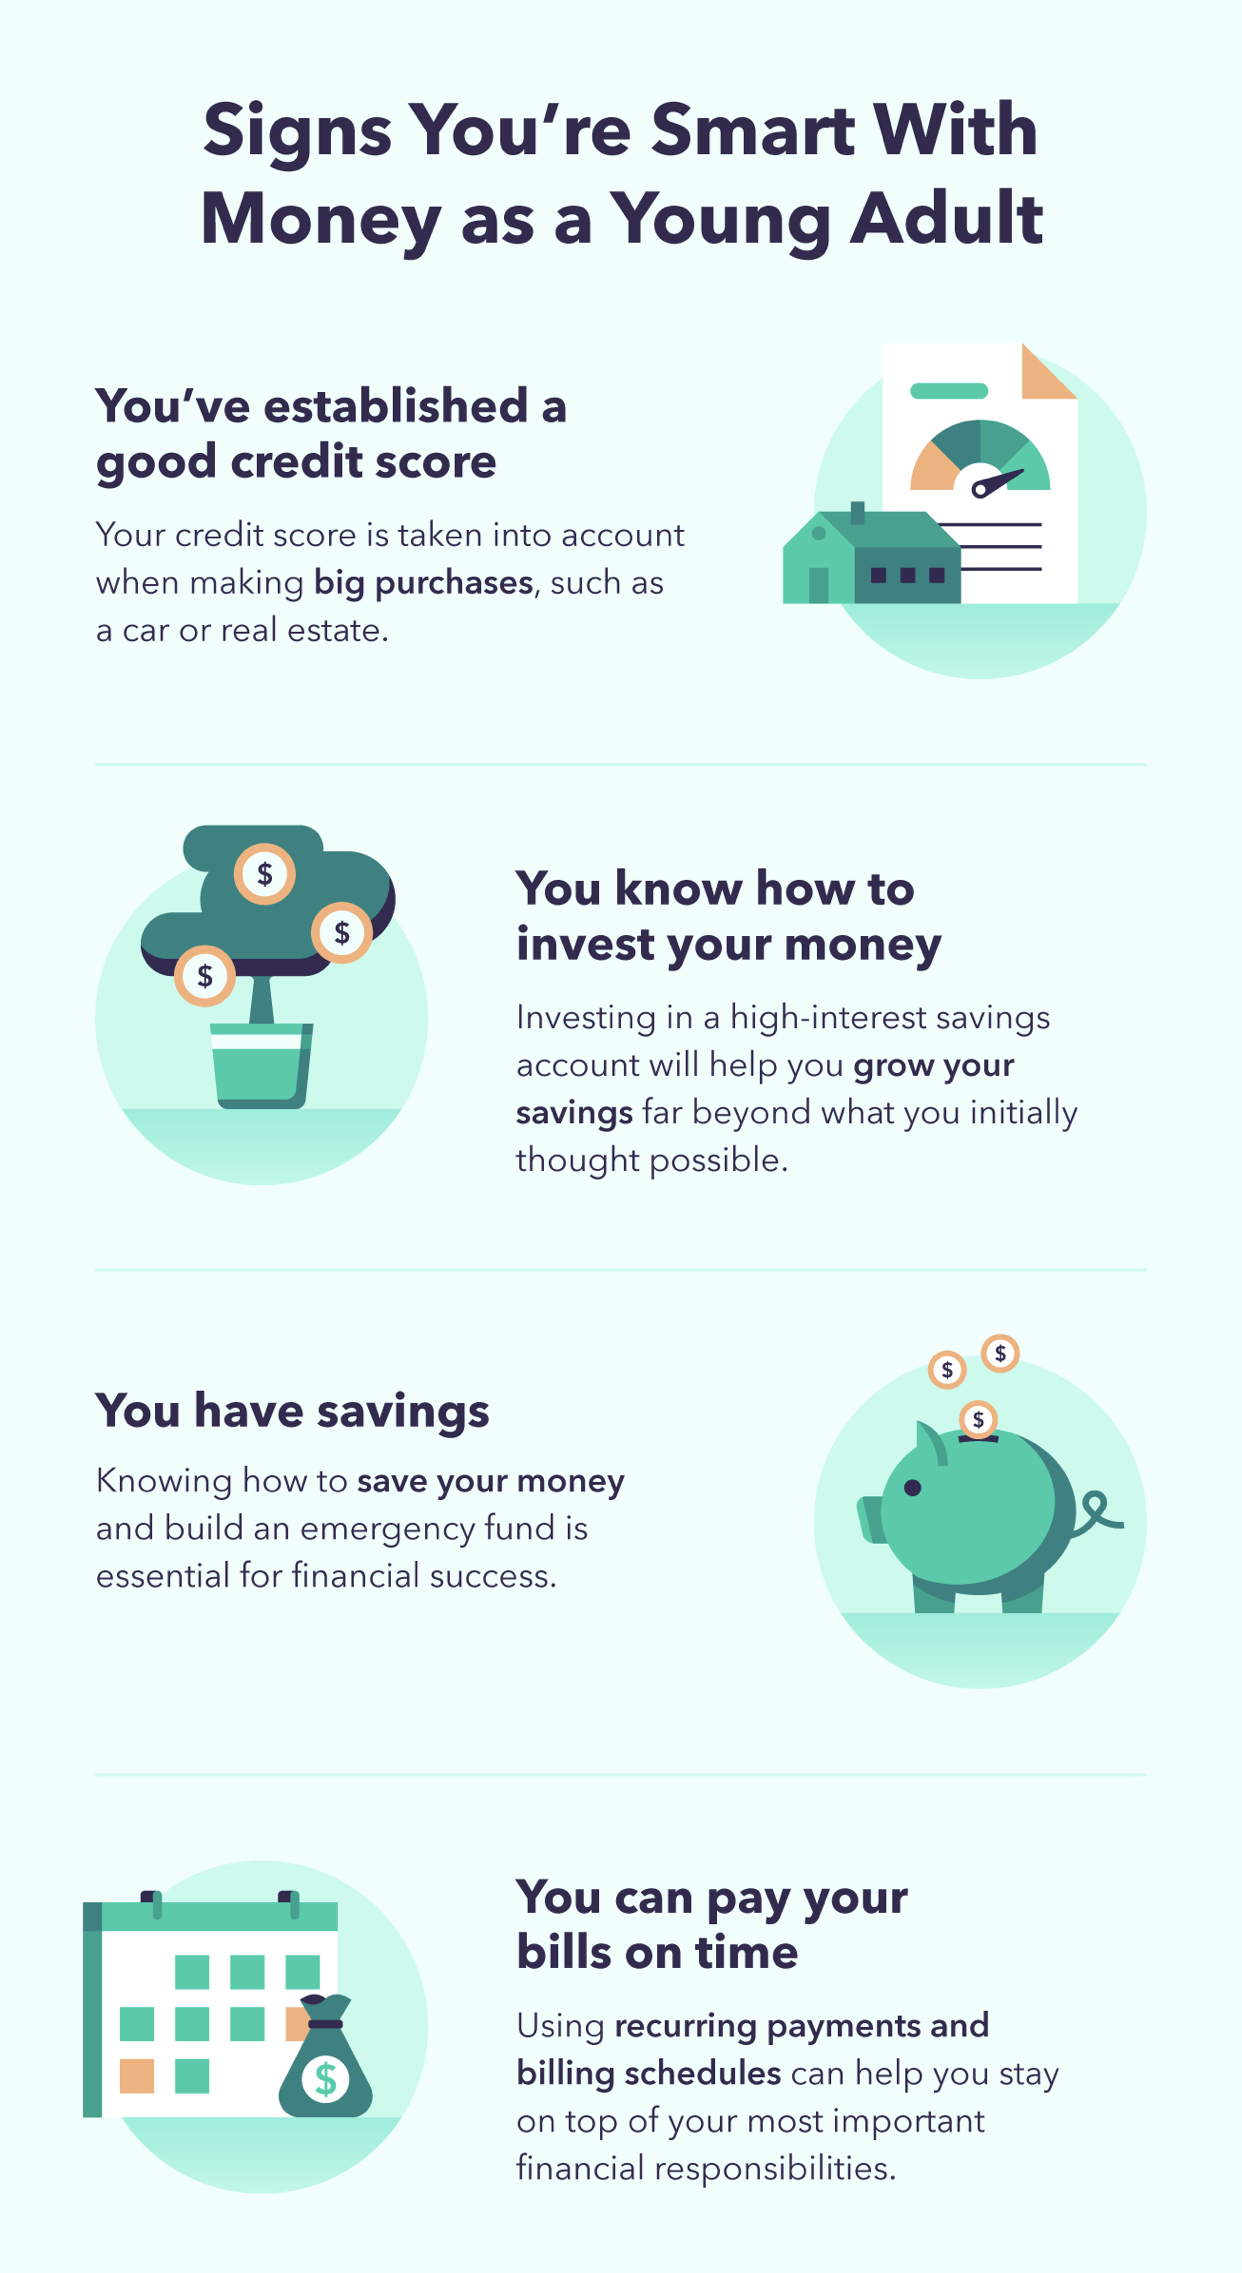 Signs You’re Smart With
Money as a Young Adult
You’ve established a
good credit score
Your credit score is taken into account
when making big purchases, such as
a car or real estate.
$
$
$
You know how to
invest your money
Investing in a high-interest savings
account will help you grow your
savings far beyond what you initially
thought possible.
$
$
$
You have savings
Knowing how to save your money
and build an emergency fund is
essential for financial success.
You can pay your
bills on time
Using recurring payments and
billing schedules can help you stay
on top of your most important
financial responsibilities.
$